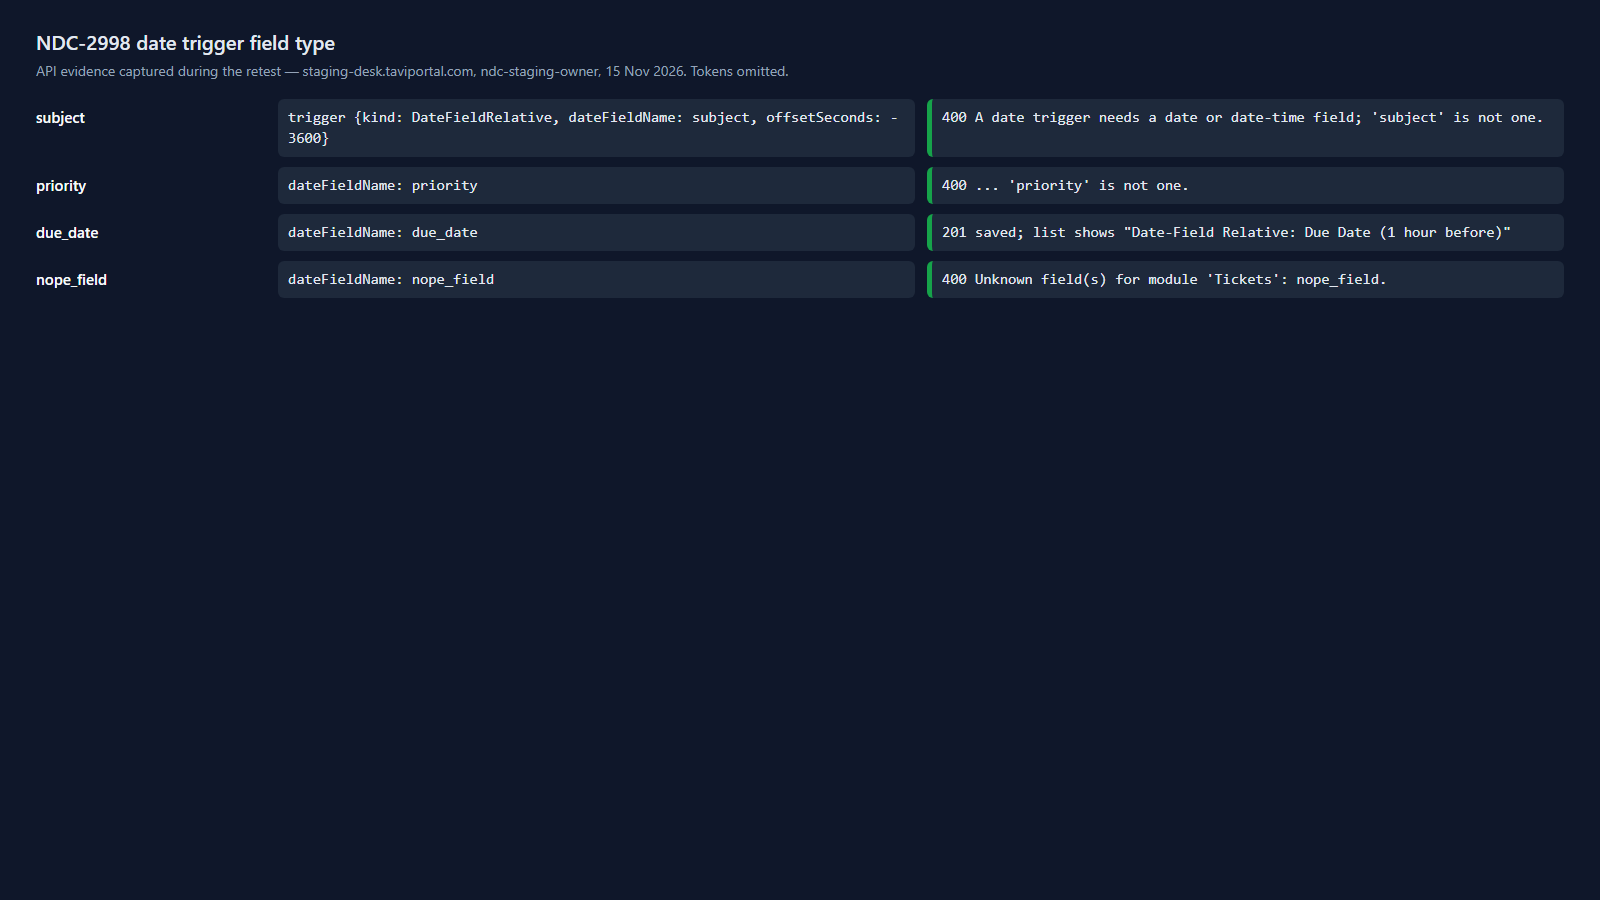 NDC-2998 date trigger field type
API evidence captured during the retest — staging-desk.taviportal.com, ndc-staging-owner, 15 Nov 2026. Tokens omitted.
subject
trigger {kind: DateFieldRelative, dateFieldName: subject, offsetSeconds: -
3600}
400 A date trigger needs a date or date-time field; 'subject' is not one.
priority
dateFieldName: priority
400 ... 'priority' is not one.
due_date
dateFieldName: due_date
201 saved; list shows "Date-Field Relative: Due Date (1 hour before)"
nope_field
dateFieldName: nope_field
400 Unknown field(s) for module 'Tickets': nope_field.